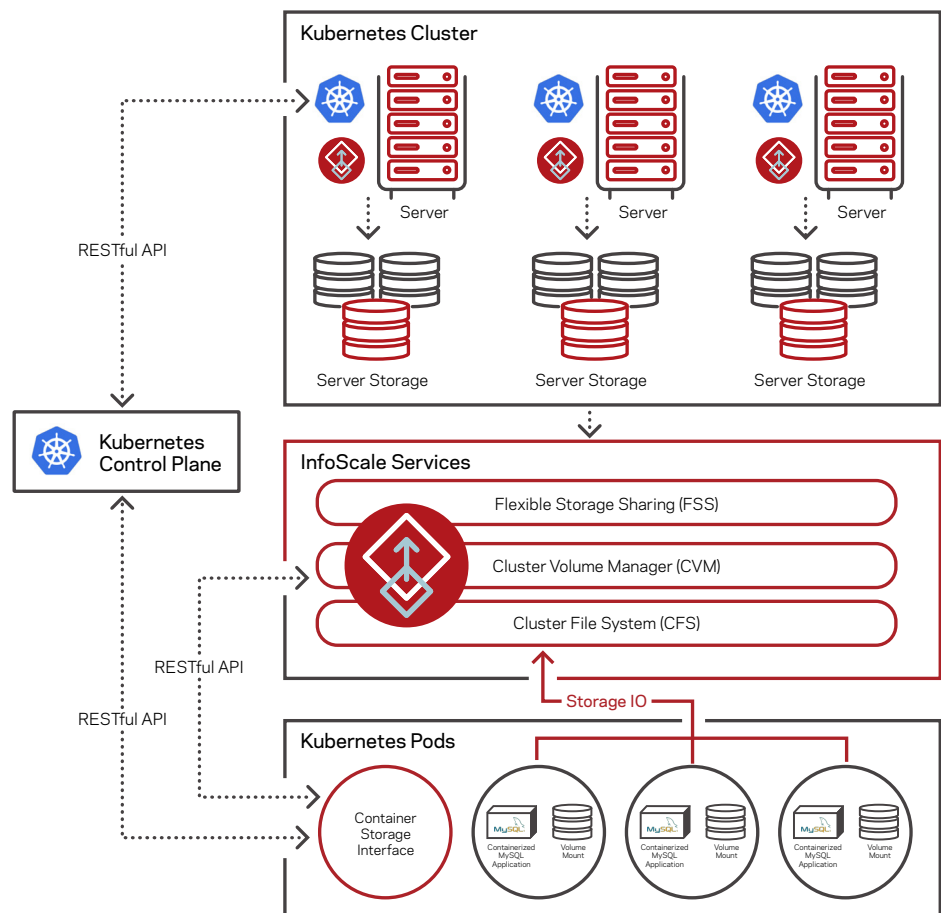 Kubernetes Cluster
Server
Server
Server
RESTful API
Server Storage
Server Storage
Server Storage
Kubernetes
Control Plane
InfoScale Services
Flexible Storage Sharing (FSS)
Cluster Volume Manager (CVM)
Cluster File System (CFS)
RESTful API
Storage IO
RESTful API
Kubernetes Pods
Container
Storage
Interface
MySQL
Containerized
MySQL
Application
Volume
Mount
MySQL
Containerized
MySQL
Application
Volume
Mount
MySQL
Containerized
MySQL
Application
Volume
Mount